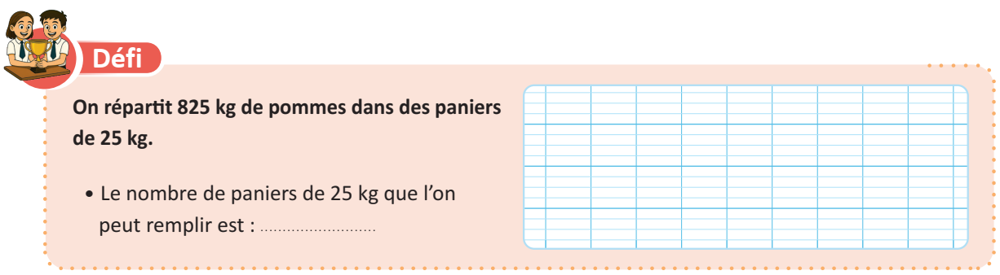 Défi
On répartit 825 kg de pommes dans des paniers
de 25 kg.
• Le nombre de paniers de 25 kg que l’on
peut remplir est : ..........................